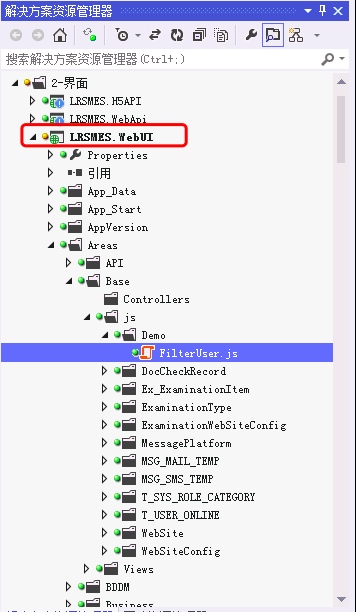 解决方案资源管理器
搜索解决方案资源管理器(Ctrl+;)
2-界面
LRSMES.H5API
LRSMES.WebApi
LRSMES.WebUI
Properties
引用
App_Data
App_Start
AppVersion
Areas
API
Base
Controllers
js
Demo
FilterUser.js
DocCheckRecord
Ex_ExaminationItem
ExaminationType
ExaminationWebSiteConfig
MessagePlatform
MSG_MAIL_TEMP
MSG_SMS_TEMP
T_SYS_ROLE_CATEGORY
T_USER_ONLINE
WebSite
WebSiteConfig
Views
BDDM
Business